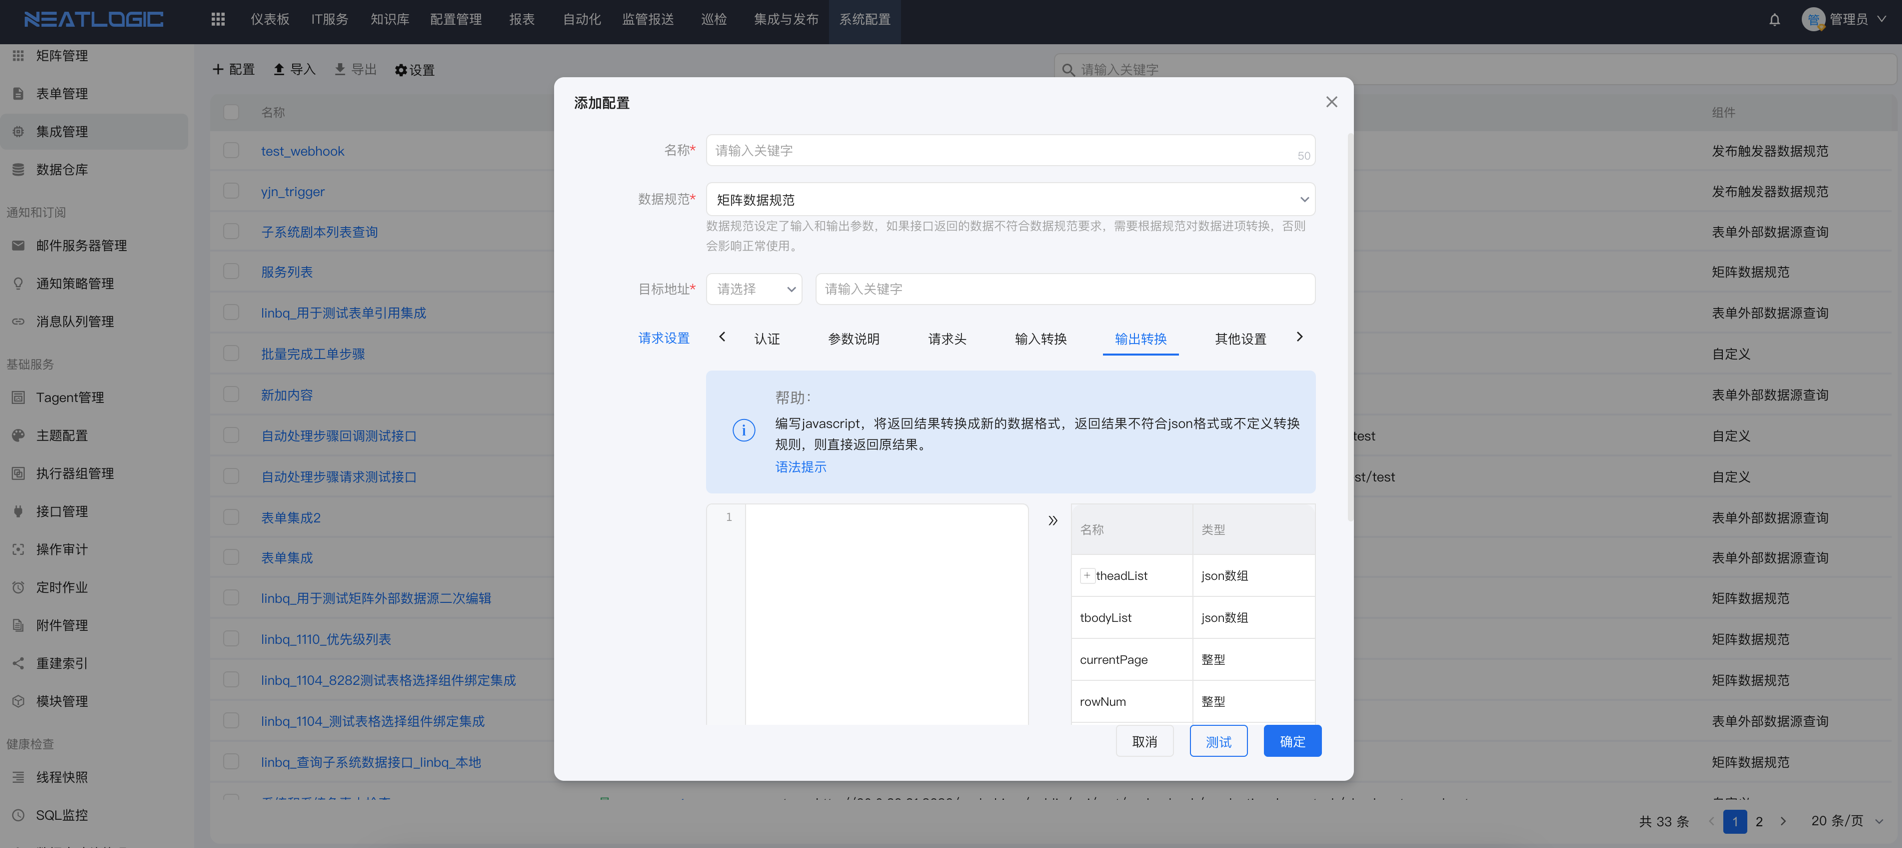 NEATLOGIC
仪表板 IT服务 知识库 配置管理 报表 自动化 监管报送 巡检 集成与发布 系统配置
管 管理员
矩阵管理
表单管理
集成管理
数据仓库
通知和订阅
邮件服务器管理
通知策略管理
消息队列管理
基础服务
Tagent管理
主题配置
执行器组管理
接口管理
操作审计
定时作业
附件管理
重建索引
模块管理
健康检查
线程快照
SQL监控
配置 导入 导出 设置
请输入关键字
名称 组件
test_webhook 发布触发器数据规范
yjn_trigger 发布触发器数据规范
子系统剧本列表查询 表单外部数据源查询
服务列表 矩阵数据规范
linbq_用于测试表单引用集成 表单外部数据源查询
批量完成工单步骤 自定义
新加内容 表单外部数据源查询
自动处理步骤回调测试接口 test 自定义
自动处理步骤请求测试接口 st/test 自定义
表单集成2 表单外部数据源查询
表单集成 表单外部数据源查询
linbq_用于测试矩阵外部数据源二次编辑 矩阵数据规范
linbq_1110_优先级列表 矩阵数据规范
linbq_1104_8282测试表格选择组件绑定集成 矩阵数据规范
linbq_1104_测试表格选择组件绑定集成 表单外部数据源查询
linbq_查询子系统数据接口_linbq_本地 矩阵数据规范
共 33 条 1 2 20 条/页
添加配置
名称* 请输入关键字 50
数据规范* 矩阵数据规范
数据规范设定了输入和输出参数，如果接口返回的数据不符合数据规范要求，需要根据规范对数据进项转换，否则
会影响正常使用。
目标地址* 请选择 请输入关键字
请求设置 认证 参数说明 请求头 输入转换 输出转换 其他设置
帮助：
编写javascript，将返回结果转换成新的数据格式，返回结果不符合json格式或不定义转换
规则，则直接返回原结果。
语法提示
1
名称 类型
theadList json数组
tbodyList json数组
currentPage 整型
rowNum 整型
取消 测试 确定